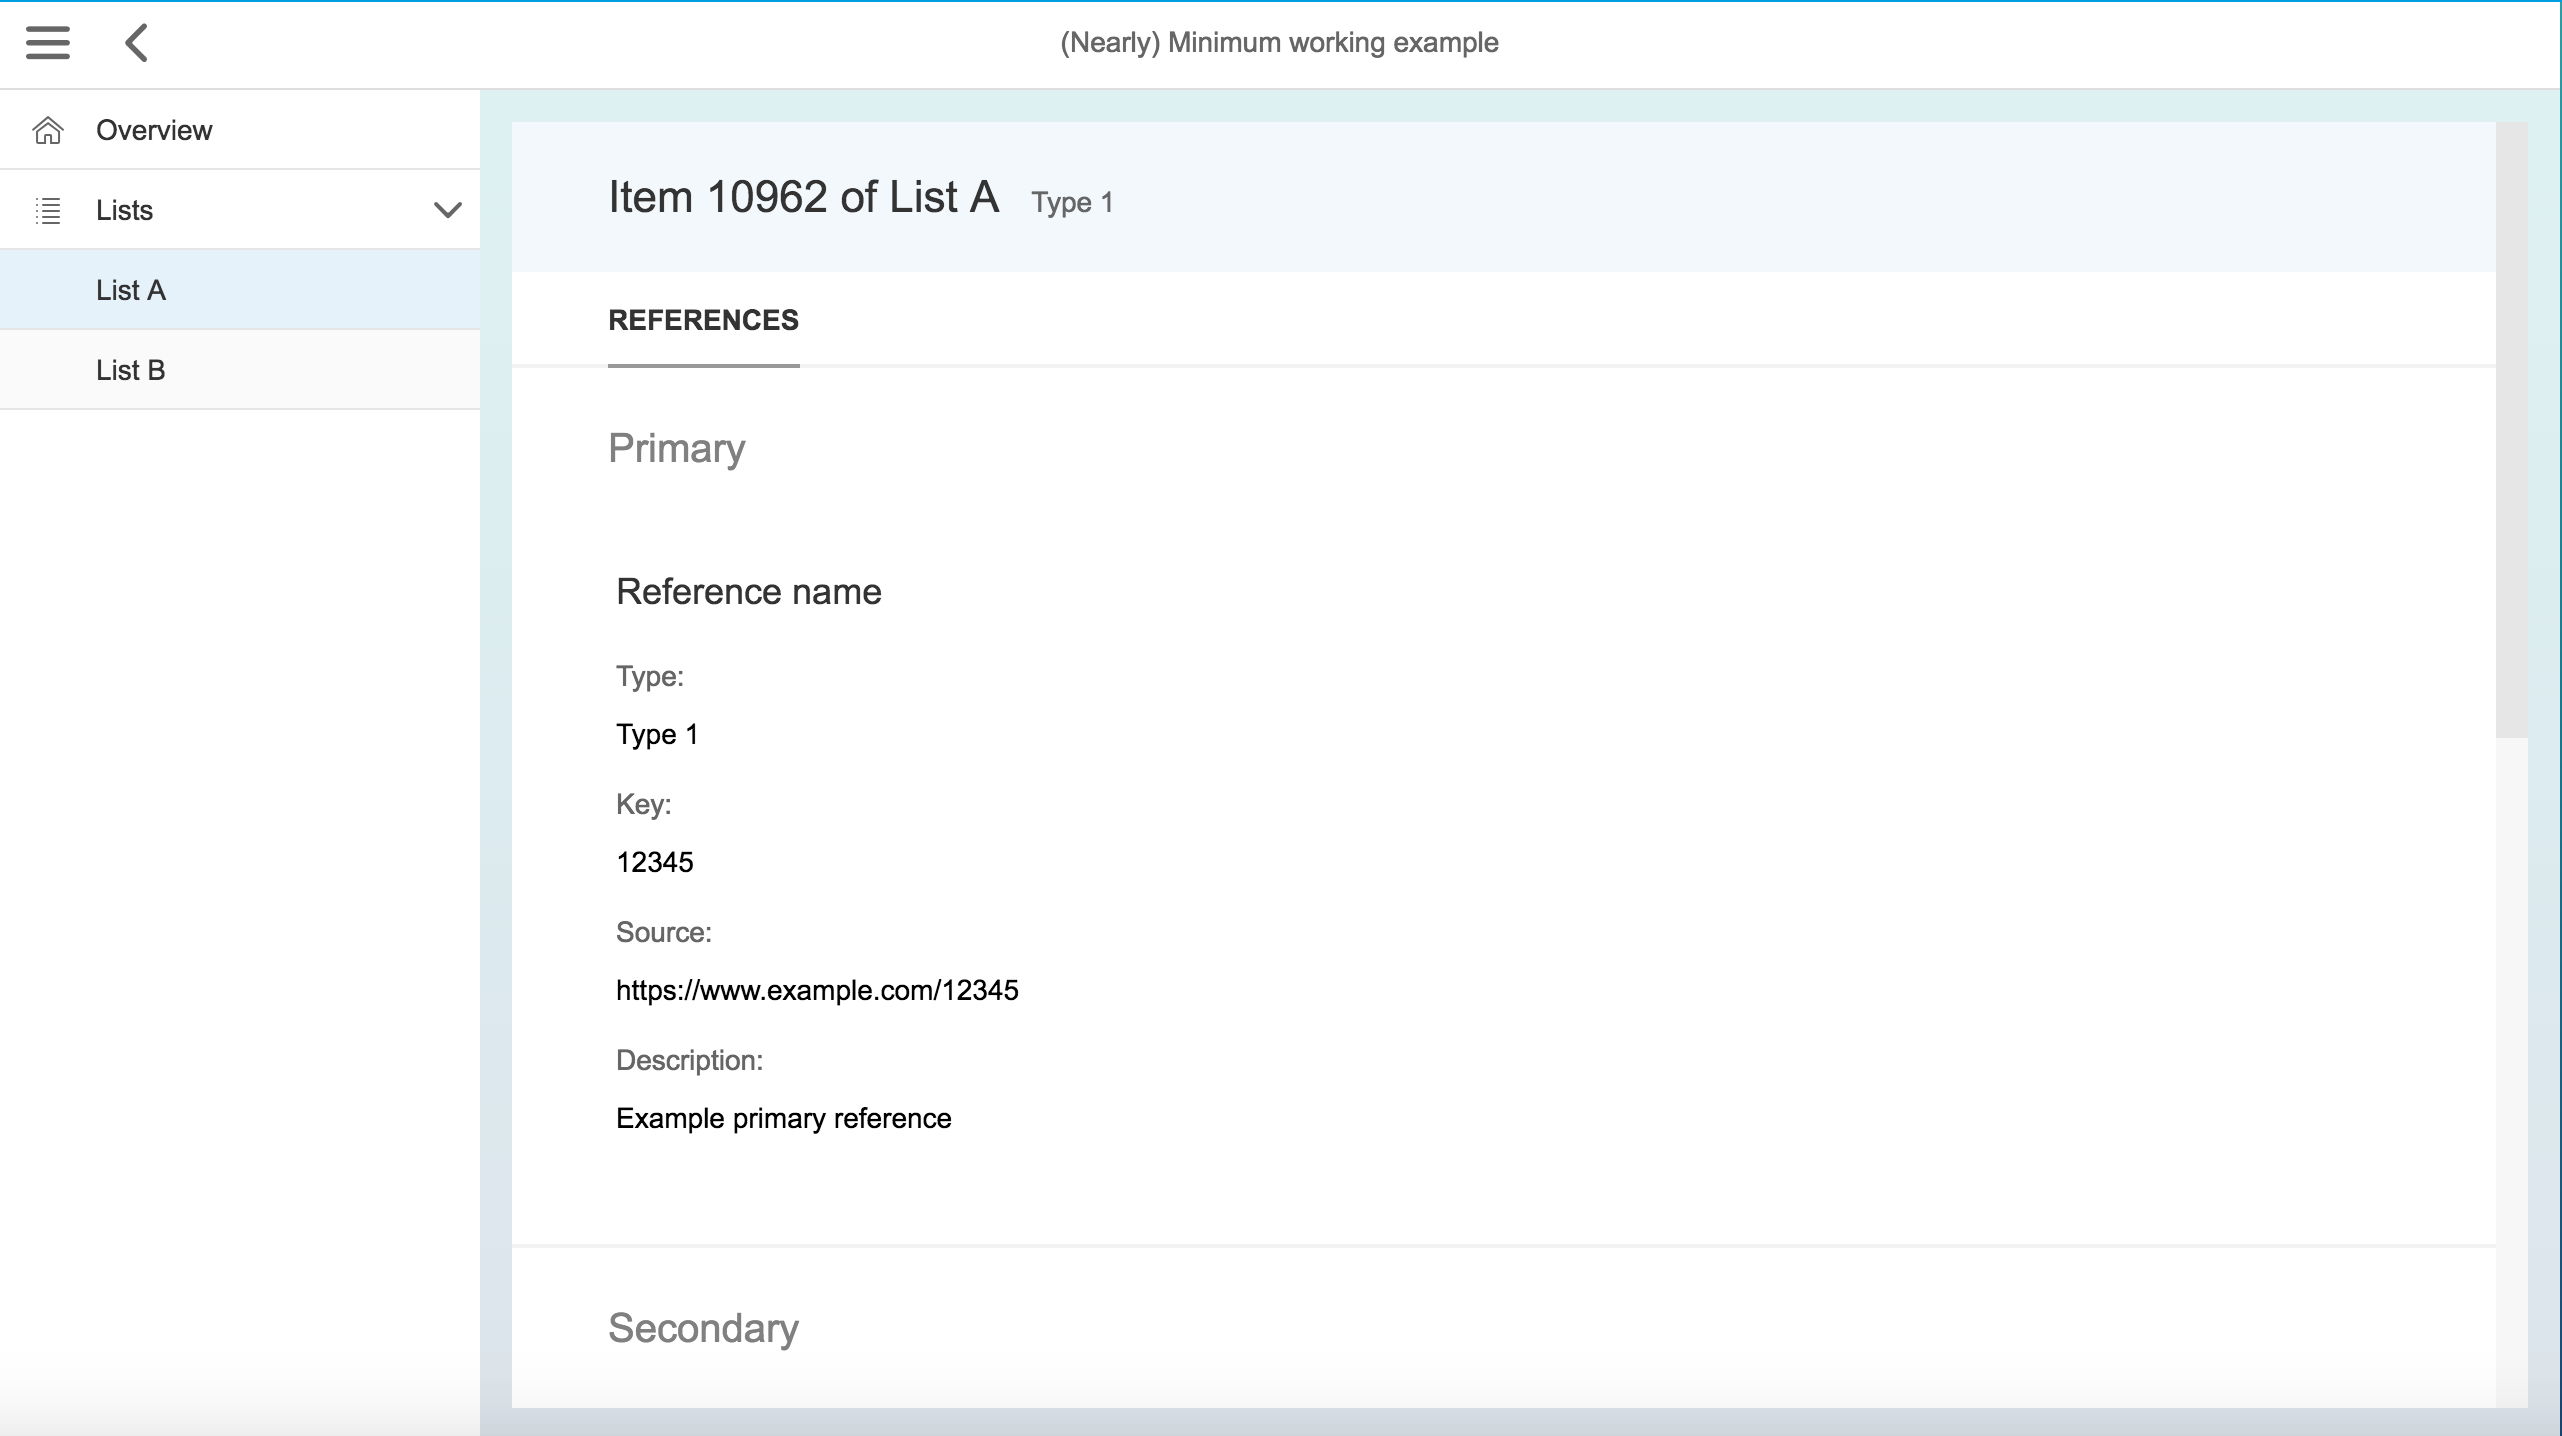 (Nearly) Minimum working example
Overview
Lists
List A
List B
Item 10962 of List A Type 1
REFERENCES
Primary
Reference name
Type:
Type 1
Key:
12345
Source:
https://www.example.com/12345
Description:
Example primary reference
Secondary